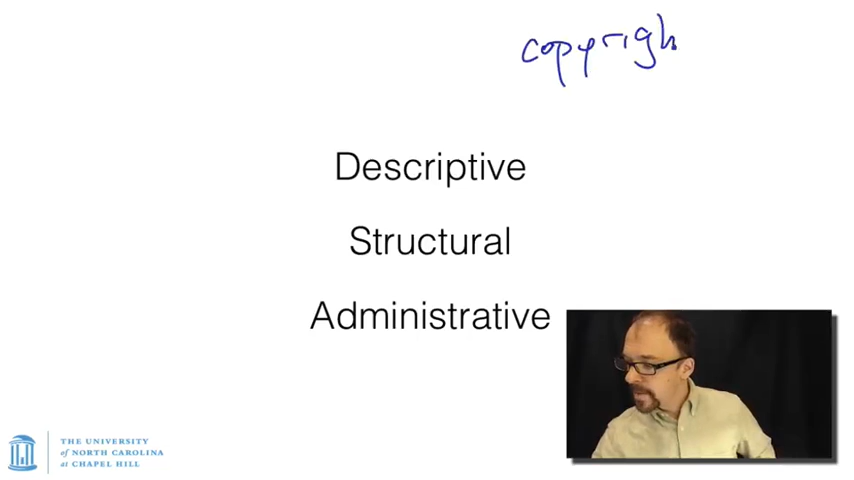 copyrigh
Descriptive
Structural
Administrative
THE UNIVERSITY
of NORTH CAROLINA
at CHAPEL HILL